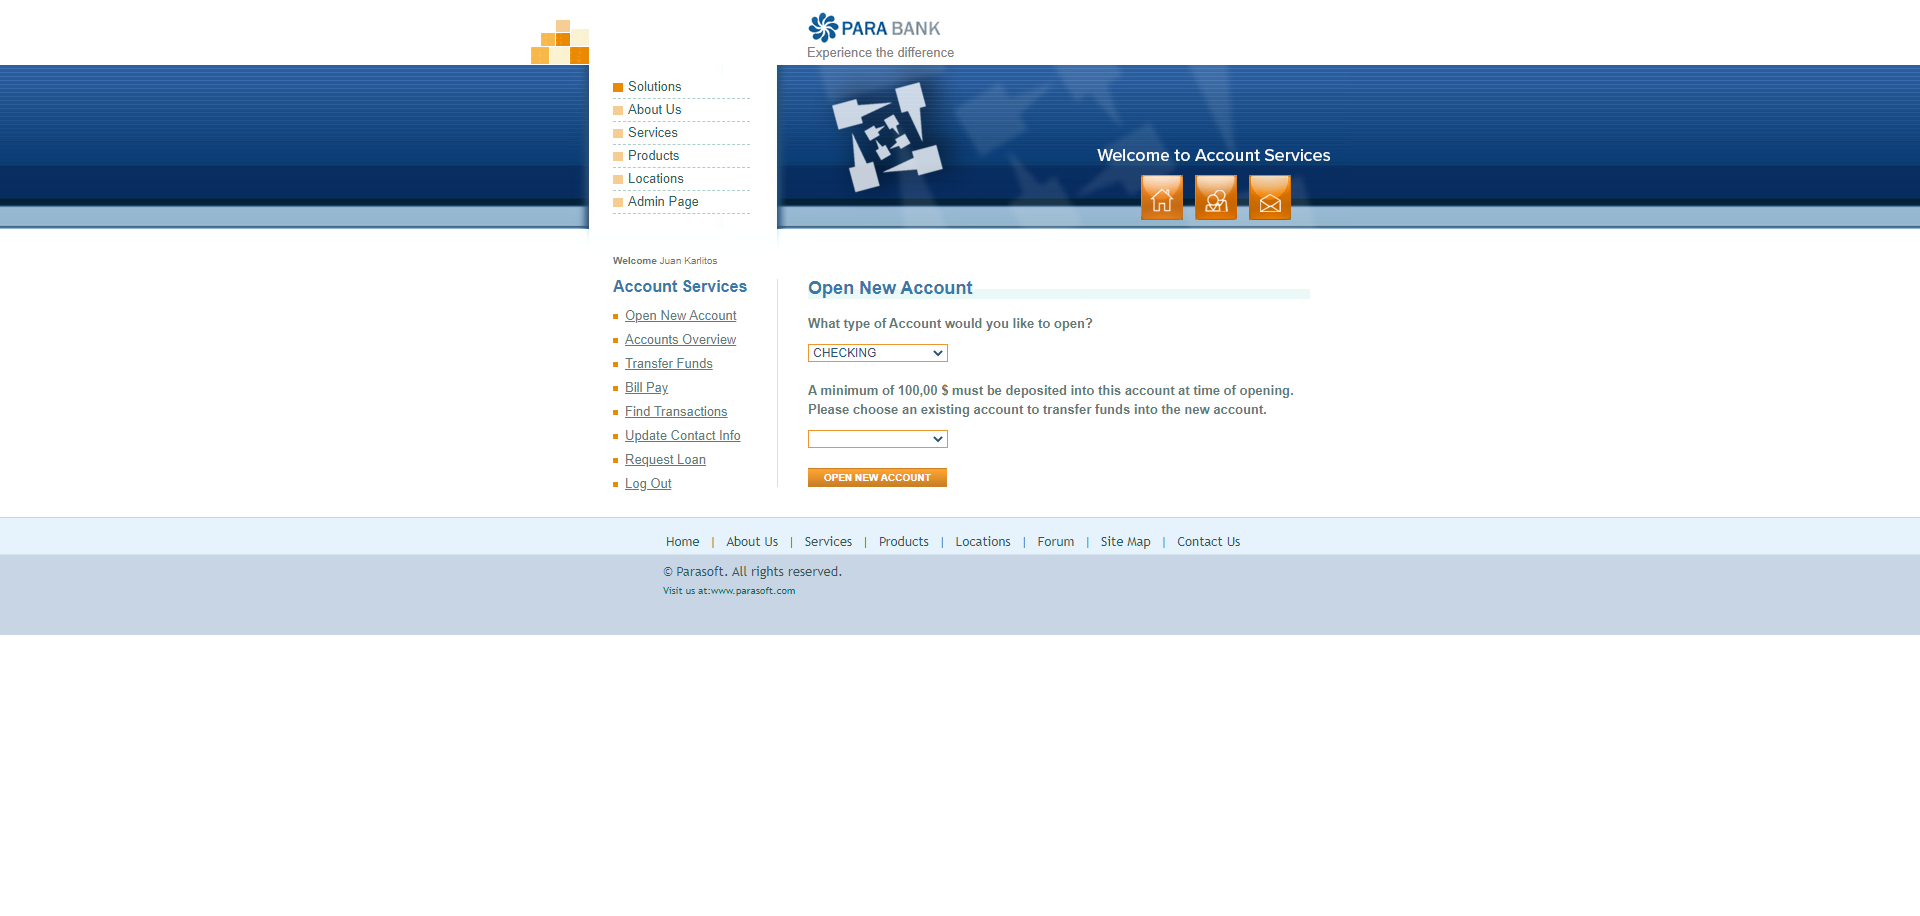 PARA BANK
Experience the difference
Solutions
About Us
Services
Products
Locations
Admin Page
Welcome to Account Services
Welcome Juan Karlitos
Account Services
Open New Account
Accounts Overview
Transfer Funds
Bill Pay
Find Transactions
Update Contact Info
Request Loan
Log Out
Open New Account
What type of Account would you like to open?
CHECKING
A minimum of 100,00 $ must be deposited into this account at time of opening.
Please choose an existing account to transfer funds into the new account.
OPEN NEW ACCOUNT
Home | About Us | Services | Products | Locations | Forum | Site Map | Contact Us
© Parasoft. All rights reserved.
Visit us at:www.parasoft.com